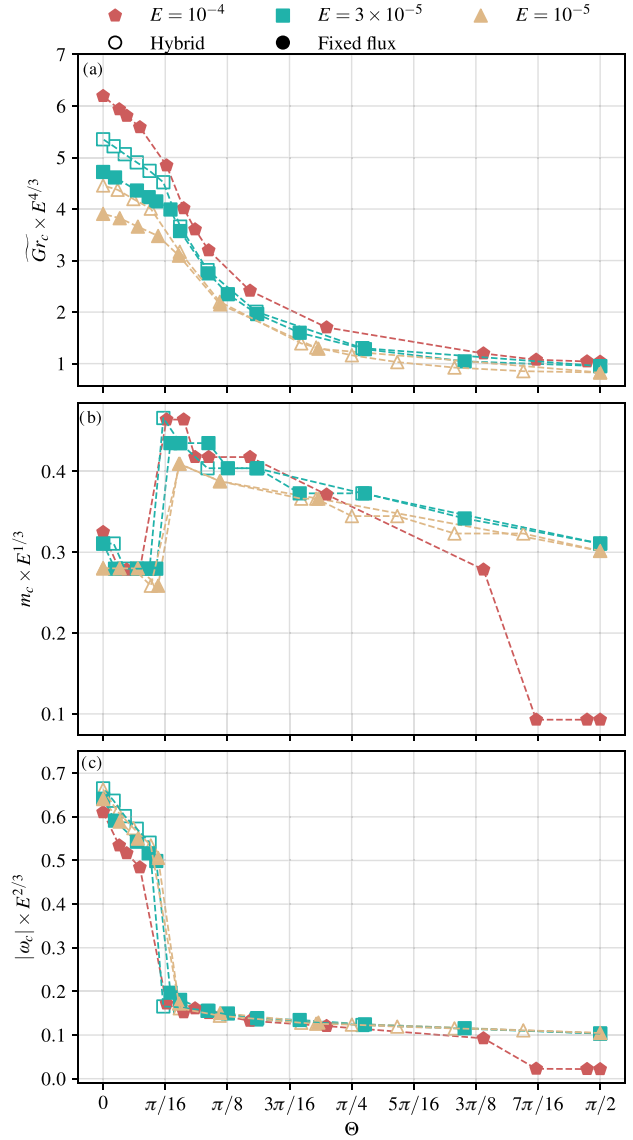 E = 10⁻⁴ E = 3 × 10⁻⁵ E = 10⁻⁵
Hybrid Fixed flux
(a)
7
6
5
4
3
2
1
G̃r_c × E^{4/3}
(b)
0.4
0.3
0.2
0.1
m_c × E^{1/3}
(c)
0.7
0.6
0.5
0.4
0.3
0.2
0.1
0.0
|ω_c| × E^{2/3}
0 π/16 π/8 3π/16 π/4 5π/16 3π/8 7π/16 π/2
Θ